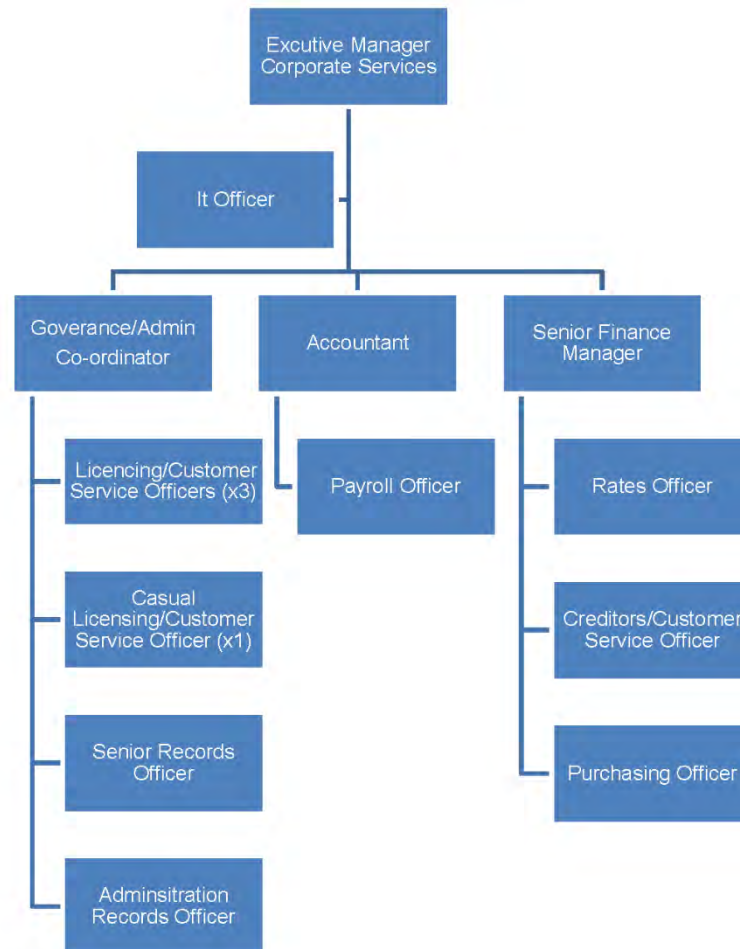 Excutive Manager
Corporate Services
It Officer
Goverance/Admin
Co-ordinator
Accountant
Senior Finance
Manager
Licencing/Customer
Service Officers (x3)
Payroll Officer
Rates Officer
Casual
Licensing/Customer
Service Officer (x1)
Creditors/Customer
Service Officer
Senior Records
Officer
Purchasing Officer
Adminsitration
Records Officer